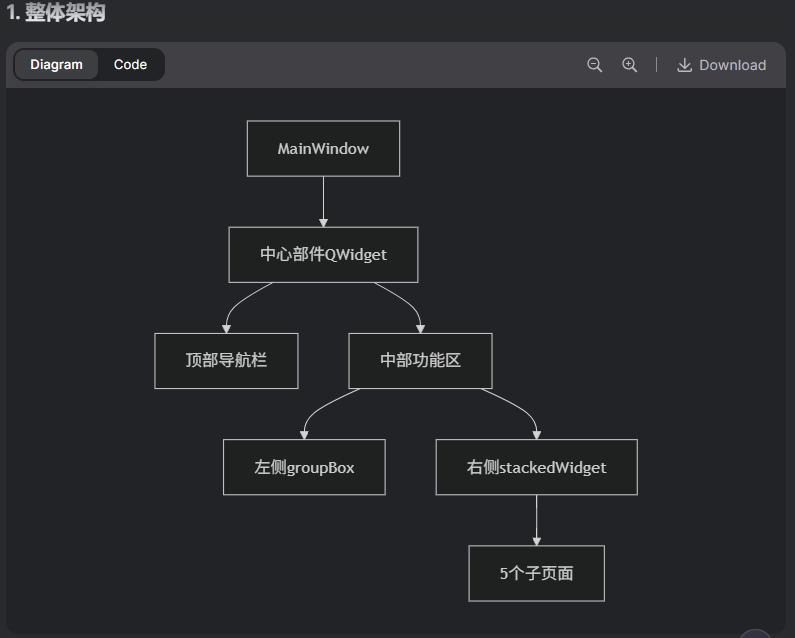 1. 整体架构
Diagram Code Download
MainWindow
中心部件QWidget
顶部导航栏 中部功能区
左侧groupBox 右侧stackedWidget
5个子页面